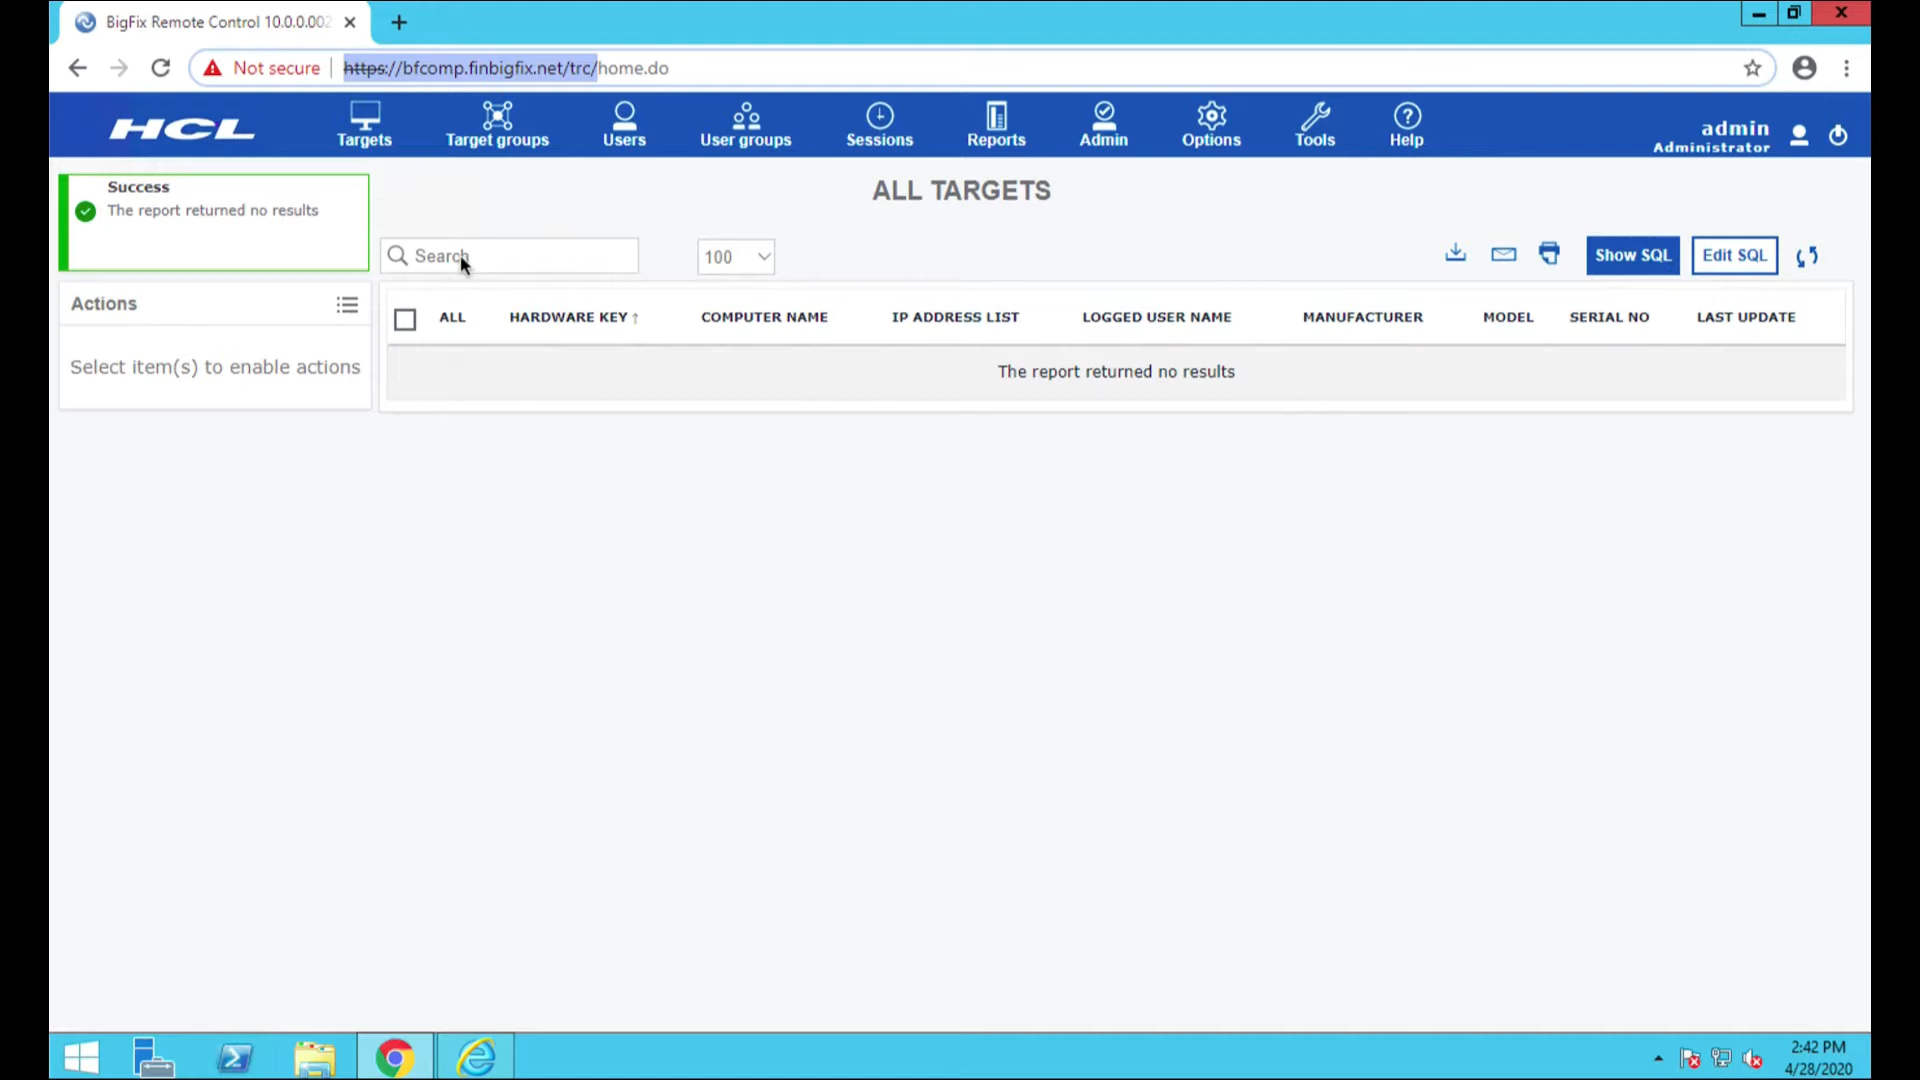 BigFix Remote Control 10.0.0.002
Not secure
https://bfcomp.finbigfix.net/trc/home.do
HCL
Targets
Target groups
Users
User groups
Sessions
Reports
Admin
Options
Tools
Help
admin
Administrator
Success
The report returned no results
ALL TARGETS
Search
100
Show SQL
Edit SQL
Actions
Select item(s) to enable actions
ALL HARDWARE KEY ↑ COMPUTER NAME IP ADDRESS LIST LOGGED USER NAME MANUFACTURER MODEL SERIAL NO LAST UPDATE
The report returned no results
2:42 PM
4/28/2020